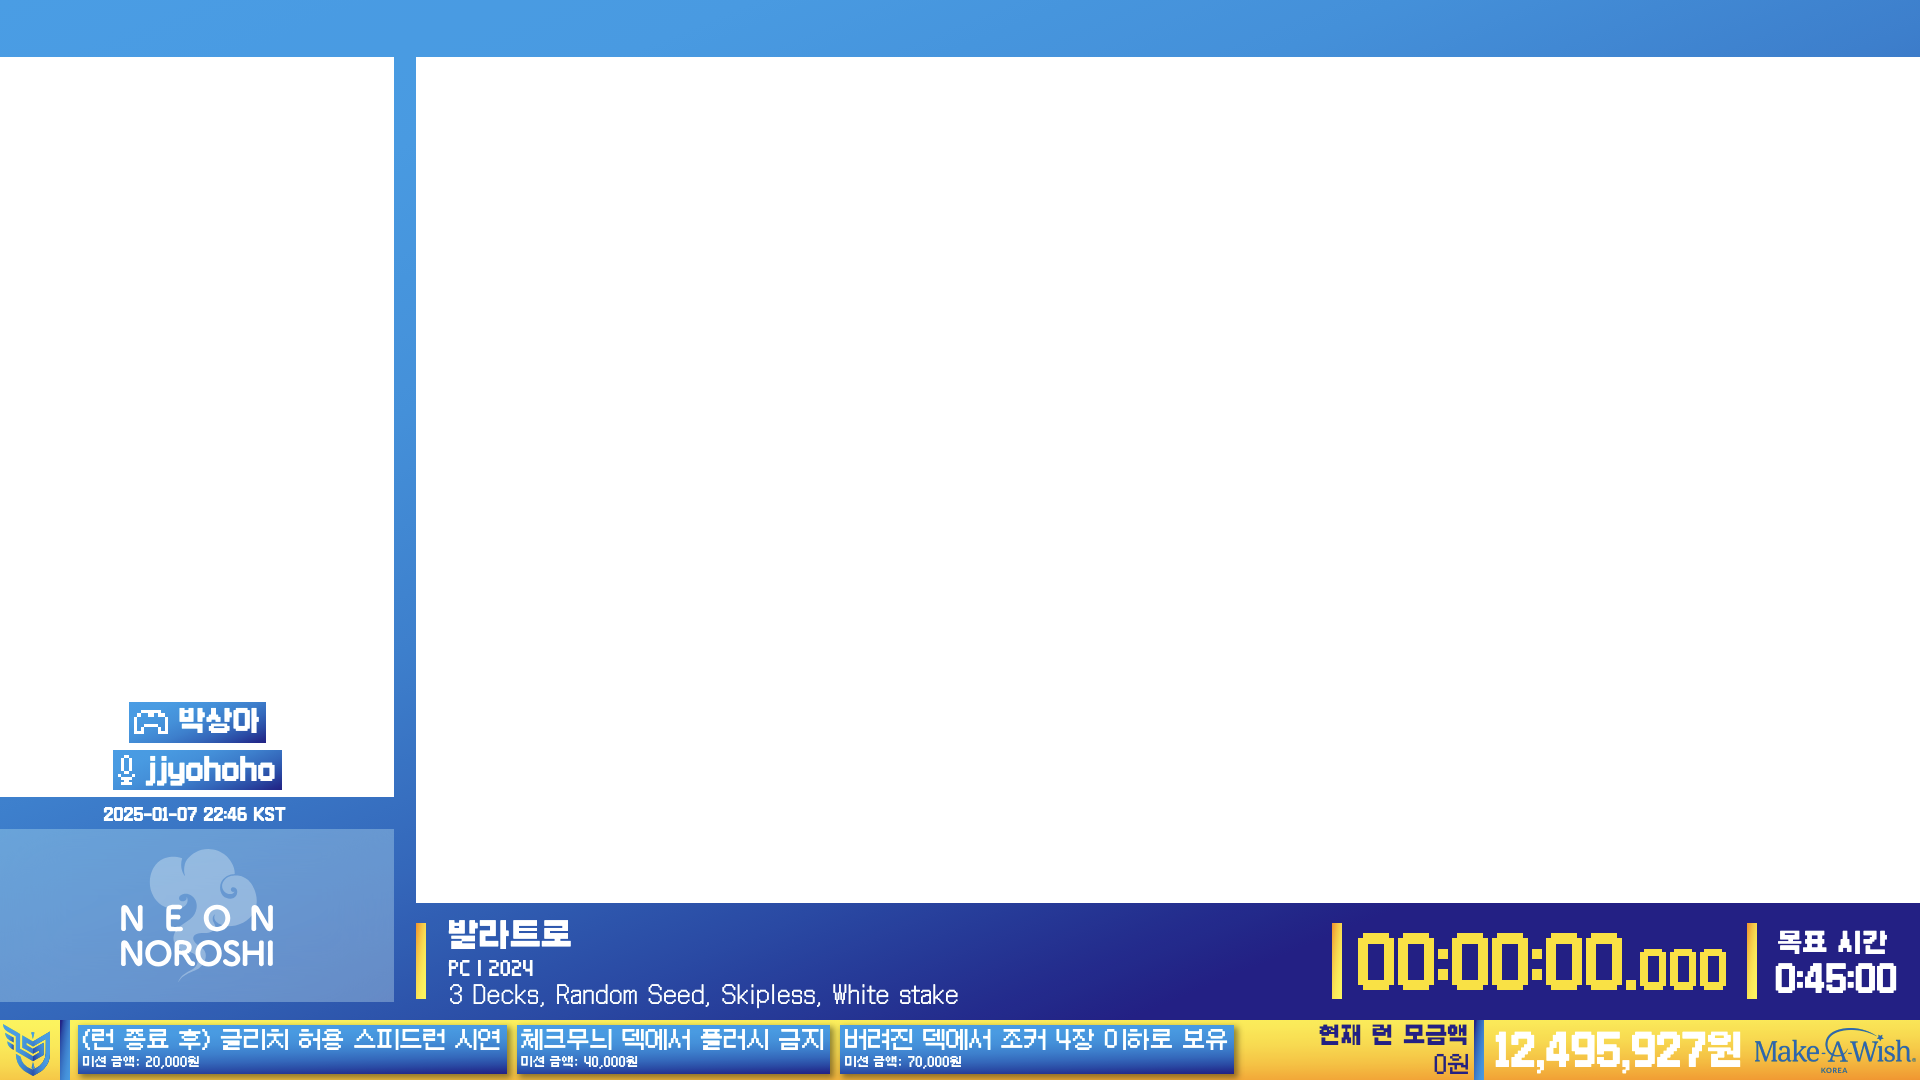 박상마
jjyohoho
2025-01-07 22:46 KST
NEON
NOROSHI
발라트로
PC | 2024
3 Decks, Random Seed, Skipless, White stake
00:00:00.000
목표 시간
0:45:00
(런 종료 후) 글리치 허용 스피드런 시연
미션 금액: 20,000원
체크무늬 덱에서 플러시 금지
미션 금액: 40,000원
버려진 덱에서 조커 4장 이하로 보유
미션 금액: 70,000원
현재 런 모금액
0원
12,495,927원
Make-A-Wish.
KOREA